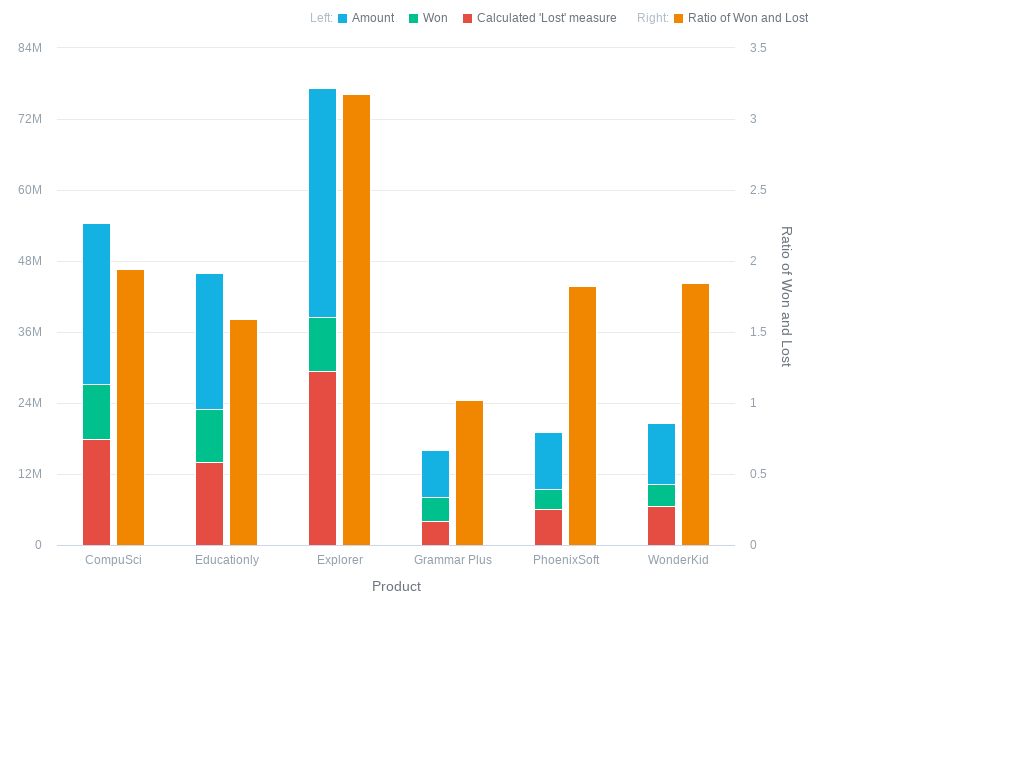 Left: Amount Won Calculated 'Lost' measure Right: Ratio of Won and Lost
84M 3.5
72M 3
60M 2.5
48M 2
36M 1.5
24M 1
12M 0.5
0 0
Ratio of Won and Lost
CompuSci Educationly Explorer Grammar Plus PhoenixSoft WonderKid
Product